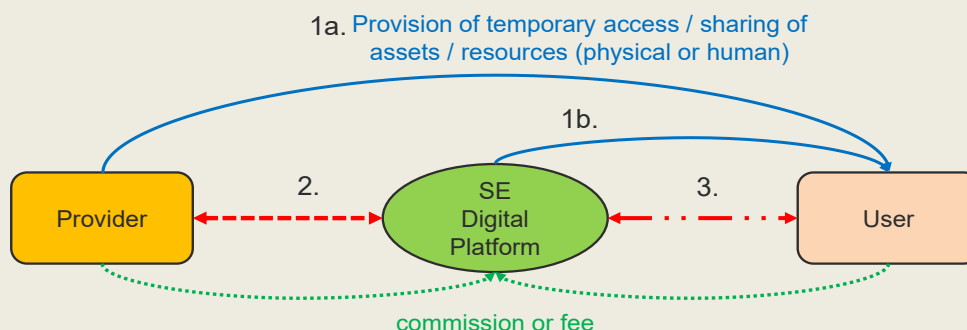 1a. Provision of temporary access / sharing of
assets / resources (physical or human)
1b.
2.
3.
Provider
SE
Digital
Platform
User
commission or fee